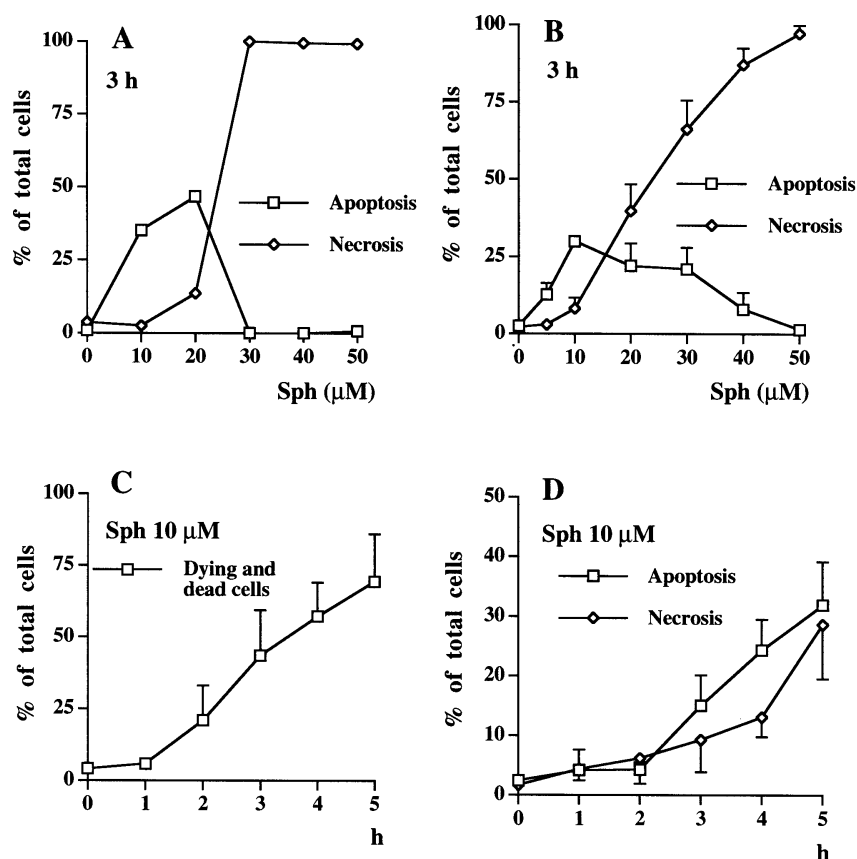 A
3 h
% of total cells
100
75
50
25
0
Apoptosis
Necrosis
0 10 20 30 40 50
Sph (μM)
B
3 h
% of total cells
100
75
50
25
0
Apoptosis
Necrosis
0 10 20 30 40 50
Sph (μM)
C
Sph 10 μM
% of total cells
100
75
50
25
0
Dying and
dead cells
0 1 2 3 4 5
h
D
Sph 10 μM
% of total cells
50
40
30
20
10
0
Apoptosis
Necrosis
0 1 2 3 4 5
h